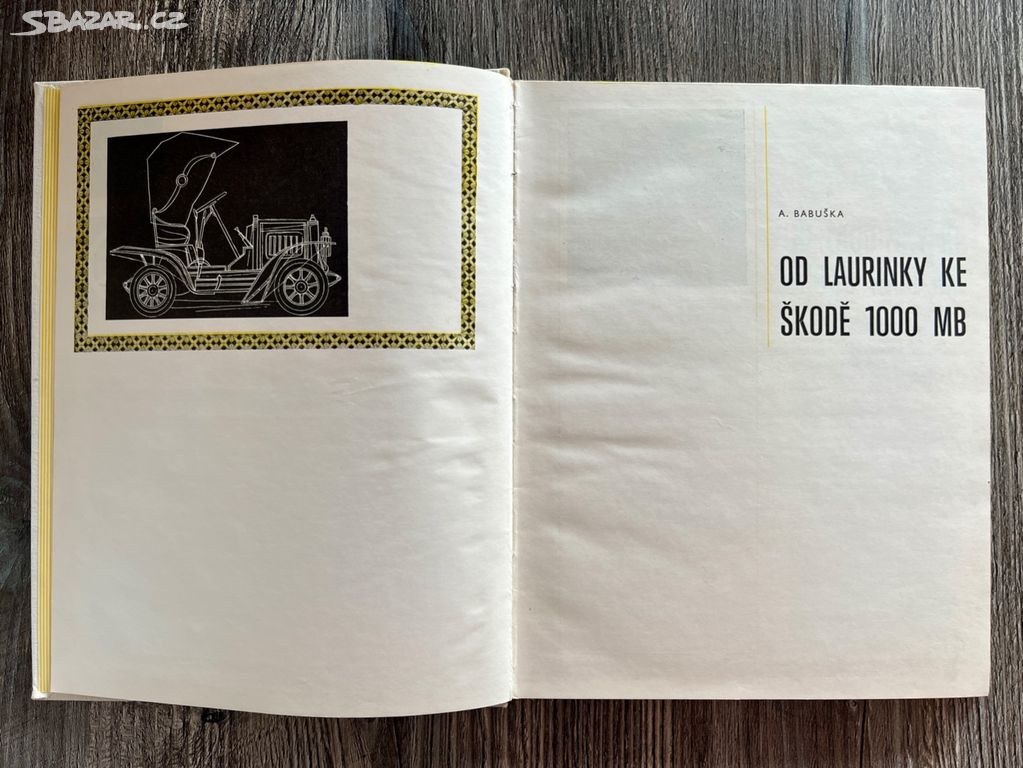 SBAZAR.CZ
A. BABUŠKA
OD LAURINKY KE
ŠKODĚ 1000 MB